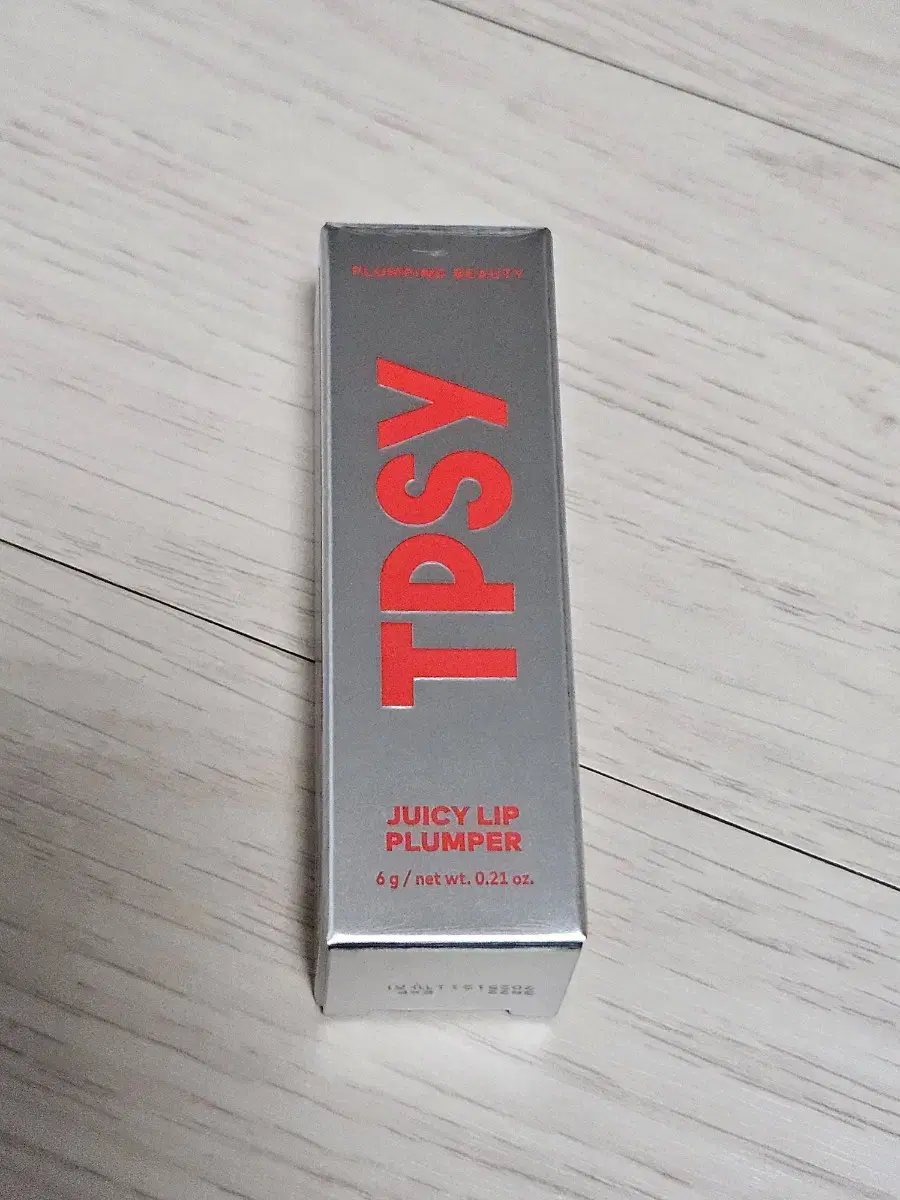 PLUMPING BEAUTY
TPSY
JUICY LIP
PLUMPER
6 g / net wt. 0.21 oz.